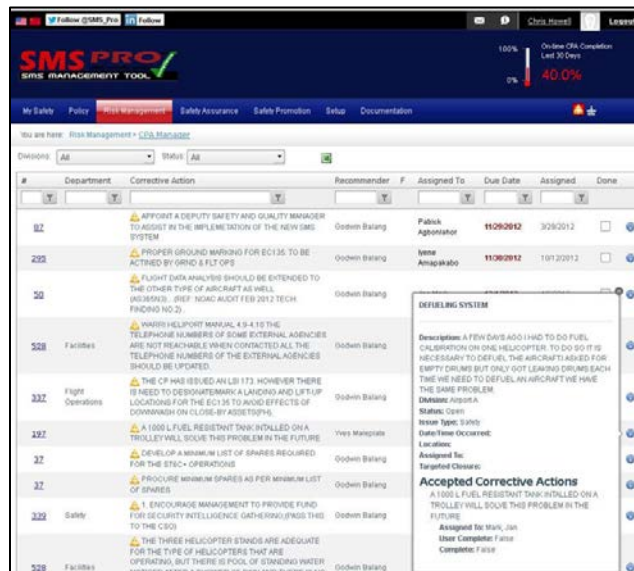 Follow @SMS_Pro Follow Chris Howell Logout
SMS PRO
SMS MANAGEMENT TOOL
100%
0%
On-time CPA Completion
Last 30 Days
40.0%
My Safety Policy Risk Management Safety Assurance Safety Promotion Setup Documentation
You are here: Risk Management > CPA Manager
Divisions: All Status: All
# Department Corrective Action Recommender F Assigned To Due Date Assigned Done
87 APPOINT A DEPUTY SAFETY AND QUALITY MANAGER
TO ASSIST IN THE IMPLEMETATION OF THE NEW SMS
SYSTEM
Godwin Balang Patrick
Agbonlahor 11/29/2012 3/28/2012
295 PROPER GROUND MARKING FOR EC135. TO BE
ACTINED BY GRND & FLT OPS
Godwin Balang Iyene
Amapakabo 11/30/2012 10/12/2012
50 FLIGHT DATA ANALYSIS SHOULD BE EXTENDED TO
THE OTHER TYPE OF AIRCRAFT AS WELL
(AS365N3). (REF: NOAC AUDIT FEB 2012 TECH.
FINDING NO.2).
Godwin Balang
528 Facilities WARRI HELIPORT MANUAL 4.9-4.10 THE
TELEPHONE NUMBERS OF SOME EXTERNAL AGENCIES
ARE NOT REACHABLE WHEN CONTACTED.ALL THE
TELEPHONE NUMBERS OF THE EXTERNAL AGENCIES
SHOULD BE UPDATED.
Godwin Balang
337 Flight
Operations THE CP HAS ISSUED AN LSI 173. HOWEVER THERE
IS NEED TO DESIGNATE/MARK A LANDING AND LIFT-UP
LOCATIONS FOR THE EC135 TO AVOID EFFECTS OF
DOWNWASH ON CLOSE-BY ASSETS(PH).
Godwin Balang
197 A 1000 L FUEL RESISTANT TANK INTALLED ON A
TROLLEY WILL SOLVE THIS PROBLEM IN THE FUTURE
Yves Maleplate
37 DEVELOP A MINIMUM LIST OF SPARES REQUIRED
FOR THE OPERATIONS
Godwin Balang
37 PROCURE MINIMUM SPARES AS PER MINIMUM LIST
OF SPARES
Godwin Balang
339 Safety 1. ENCOURAGE MANAGEMENT TO PROVIDE FUND
FOR SECURITY INTELLIGENCE GATHERING.(PASS THIS
TO THE CSO)
Godwin Balang
528 Facilities THE THREE HELICOPTER STANDS ARE ADEQUATE
FOR THE TYPE OF HELICOPTERS THAT ARE
OPERATING, BUT THERE IS POOL OF STANDING WATER
Godwin Balang
DEFUELING SYSTEM
Description: A FEW DAYS AGO I HAD TO DO FUEL
CALIBRATION ON ONE HELICOPTER. TO DO SO IT IS
NECESSARY TO DEFUEL THE AIRCRAFT.I ASKED FOR
EMPTY DRUMS BUT ONLY GOT LEAKING DRUMS.EACH
TIME WE NEED TO DEFUEL AN AIRCRAFT WE HAVE
THE SAME PROBLEM.
Division: Airport A
Status: Open
Issue Type: Safety
Date/Time Occurred:
Location:
Assigned To:
Targeted Closure:
Accepted Corrective Actions
A 1000 L FUEL RESISTANT TANK INTALLED ON A
TROLLEY WILL SOLVE THIS PROBLEM IN THE
FUTURE
Assigned to: Mark, Jan
User Complete: False
Complete: False